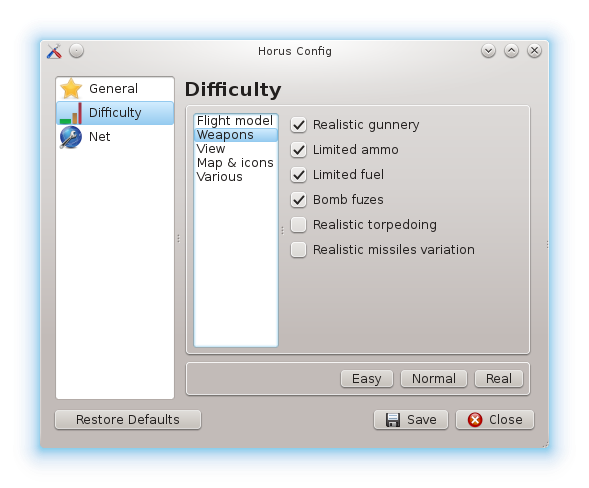 Horus Config
General
Difficulty
Net
Difficulty
Flight model
Weapons
View
Map & icons
Various
Realistic gunnery
Limited ammo
Limited fuel
Bomb fuzes
Realistic torpedoing
Realistic missiles variation
Easy Normal Real
Restore Defaults Save Close